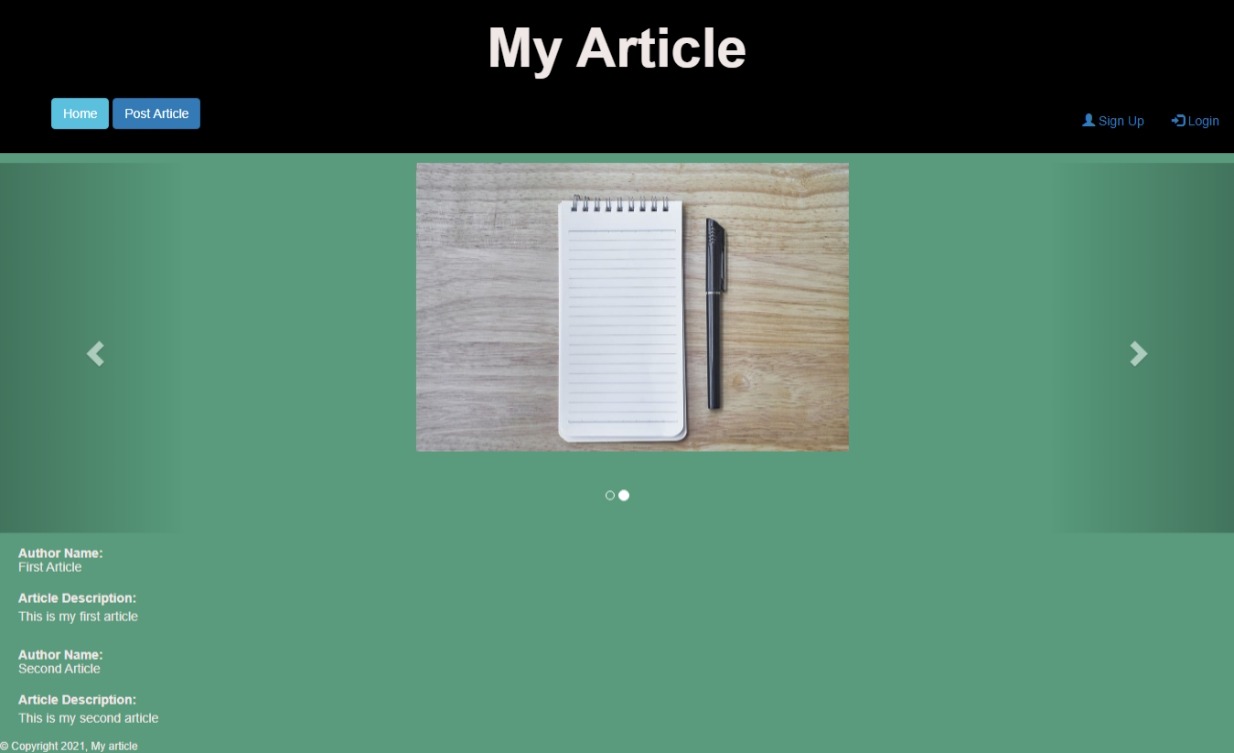 My Article
Home Post Article
Sign Up Login
Author Name:
First Article
Article Description:
This is my first article
Author Name:
Second Article
Article Description:
This is my second article
© Copyright 2021, My article